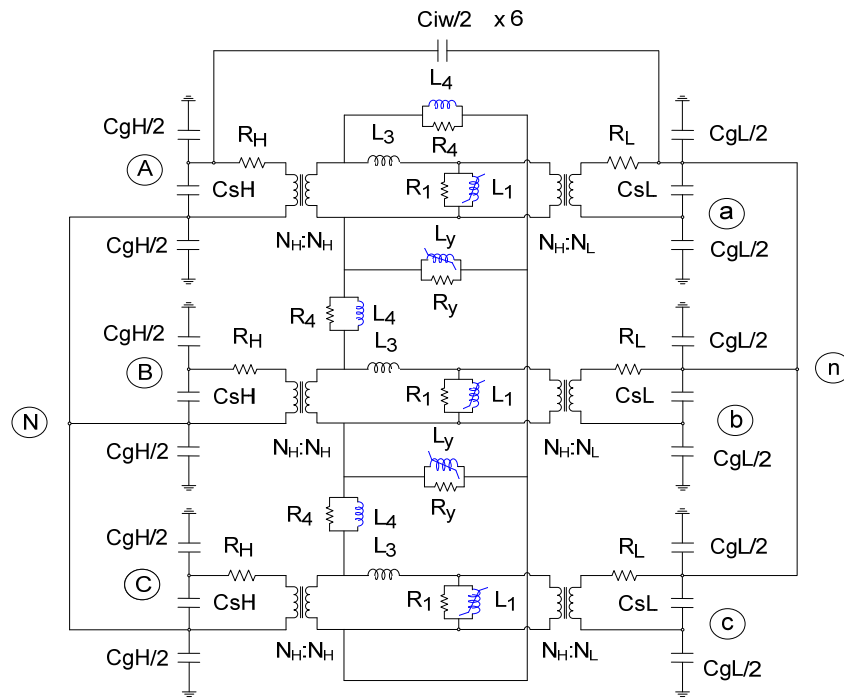 Ciw/2 x 6
L4
CgH/2 RH L3 R4 RL CgL/2
A CsH R1 L1 CsL a
CgH/2 NH:NH Ly NH:NL CgL/2
Ry
CgH/2 RH R4 L4 L3 RL CgL/2
B CsH R1 L1 CsL n
N b
CgH/2 NH:NH Ly NH:NL CgL/2
Ry
CgH/2 RH R4 L4 L3 RL CgL/2
C CsH R1 L1 CsL c
CgH/2 NH:NH NH:NL CgL/2